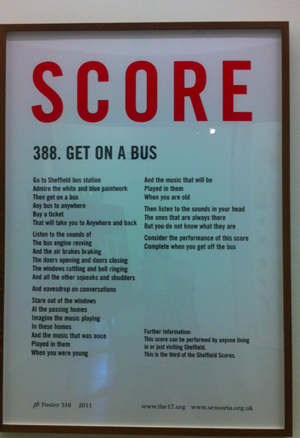 SCORE
388. GET ON A BUS
Go to Sheffield bus station
Admire the white and blue paintwork
Then get on a bus
Any bus to anywhere
Buy a ticket
That will take you to Anywhere and back
Listen to the sounds of
The bus engine revving
And the air brakes braking
The doors opening and doors closing
The windows rattling and bell ringing
And all the other squeaks and shudders
And eavesdrop on conversations
Stare out of the windows
At the passing homes
Imagine the music playing
In these homes
And the music that was once
Played in them
When you were young
And the music that will be
Played in them
When you are old
Then listen to the sounds in your head
The ones that are always there
But you do not know what they are
Consider the performance of this score
Complete when you get off the bus
Further Information:
This score can be performed by anyone living
in or just visiting Sheffield.
This is the third of the Sheffield Scores.
Poster 2011
www.the17.org www.sensoria.org.uk